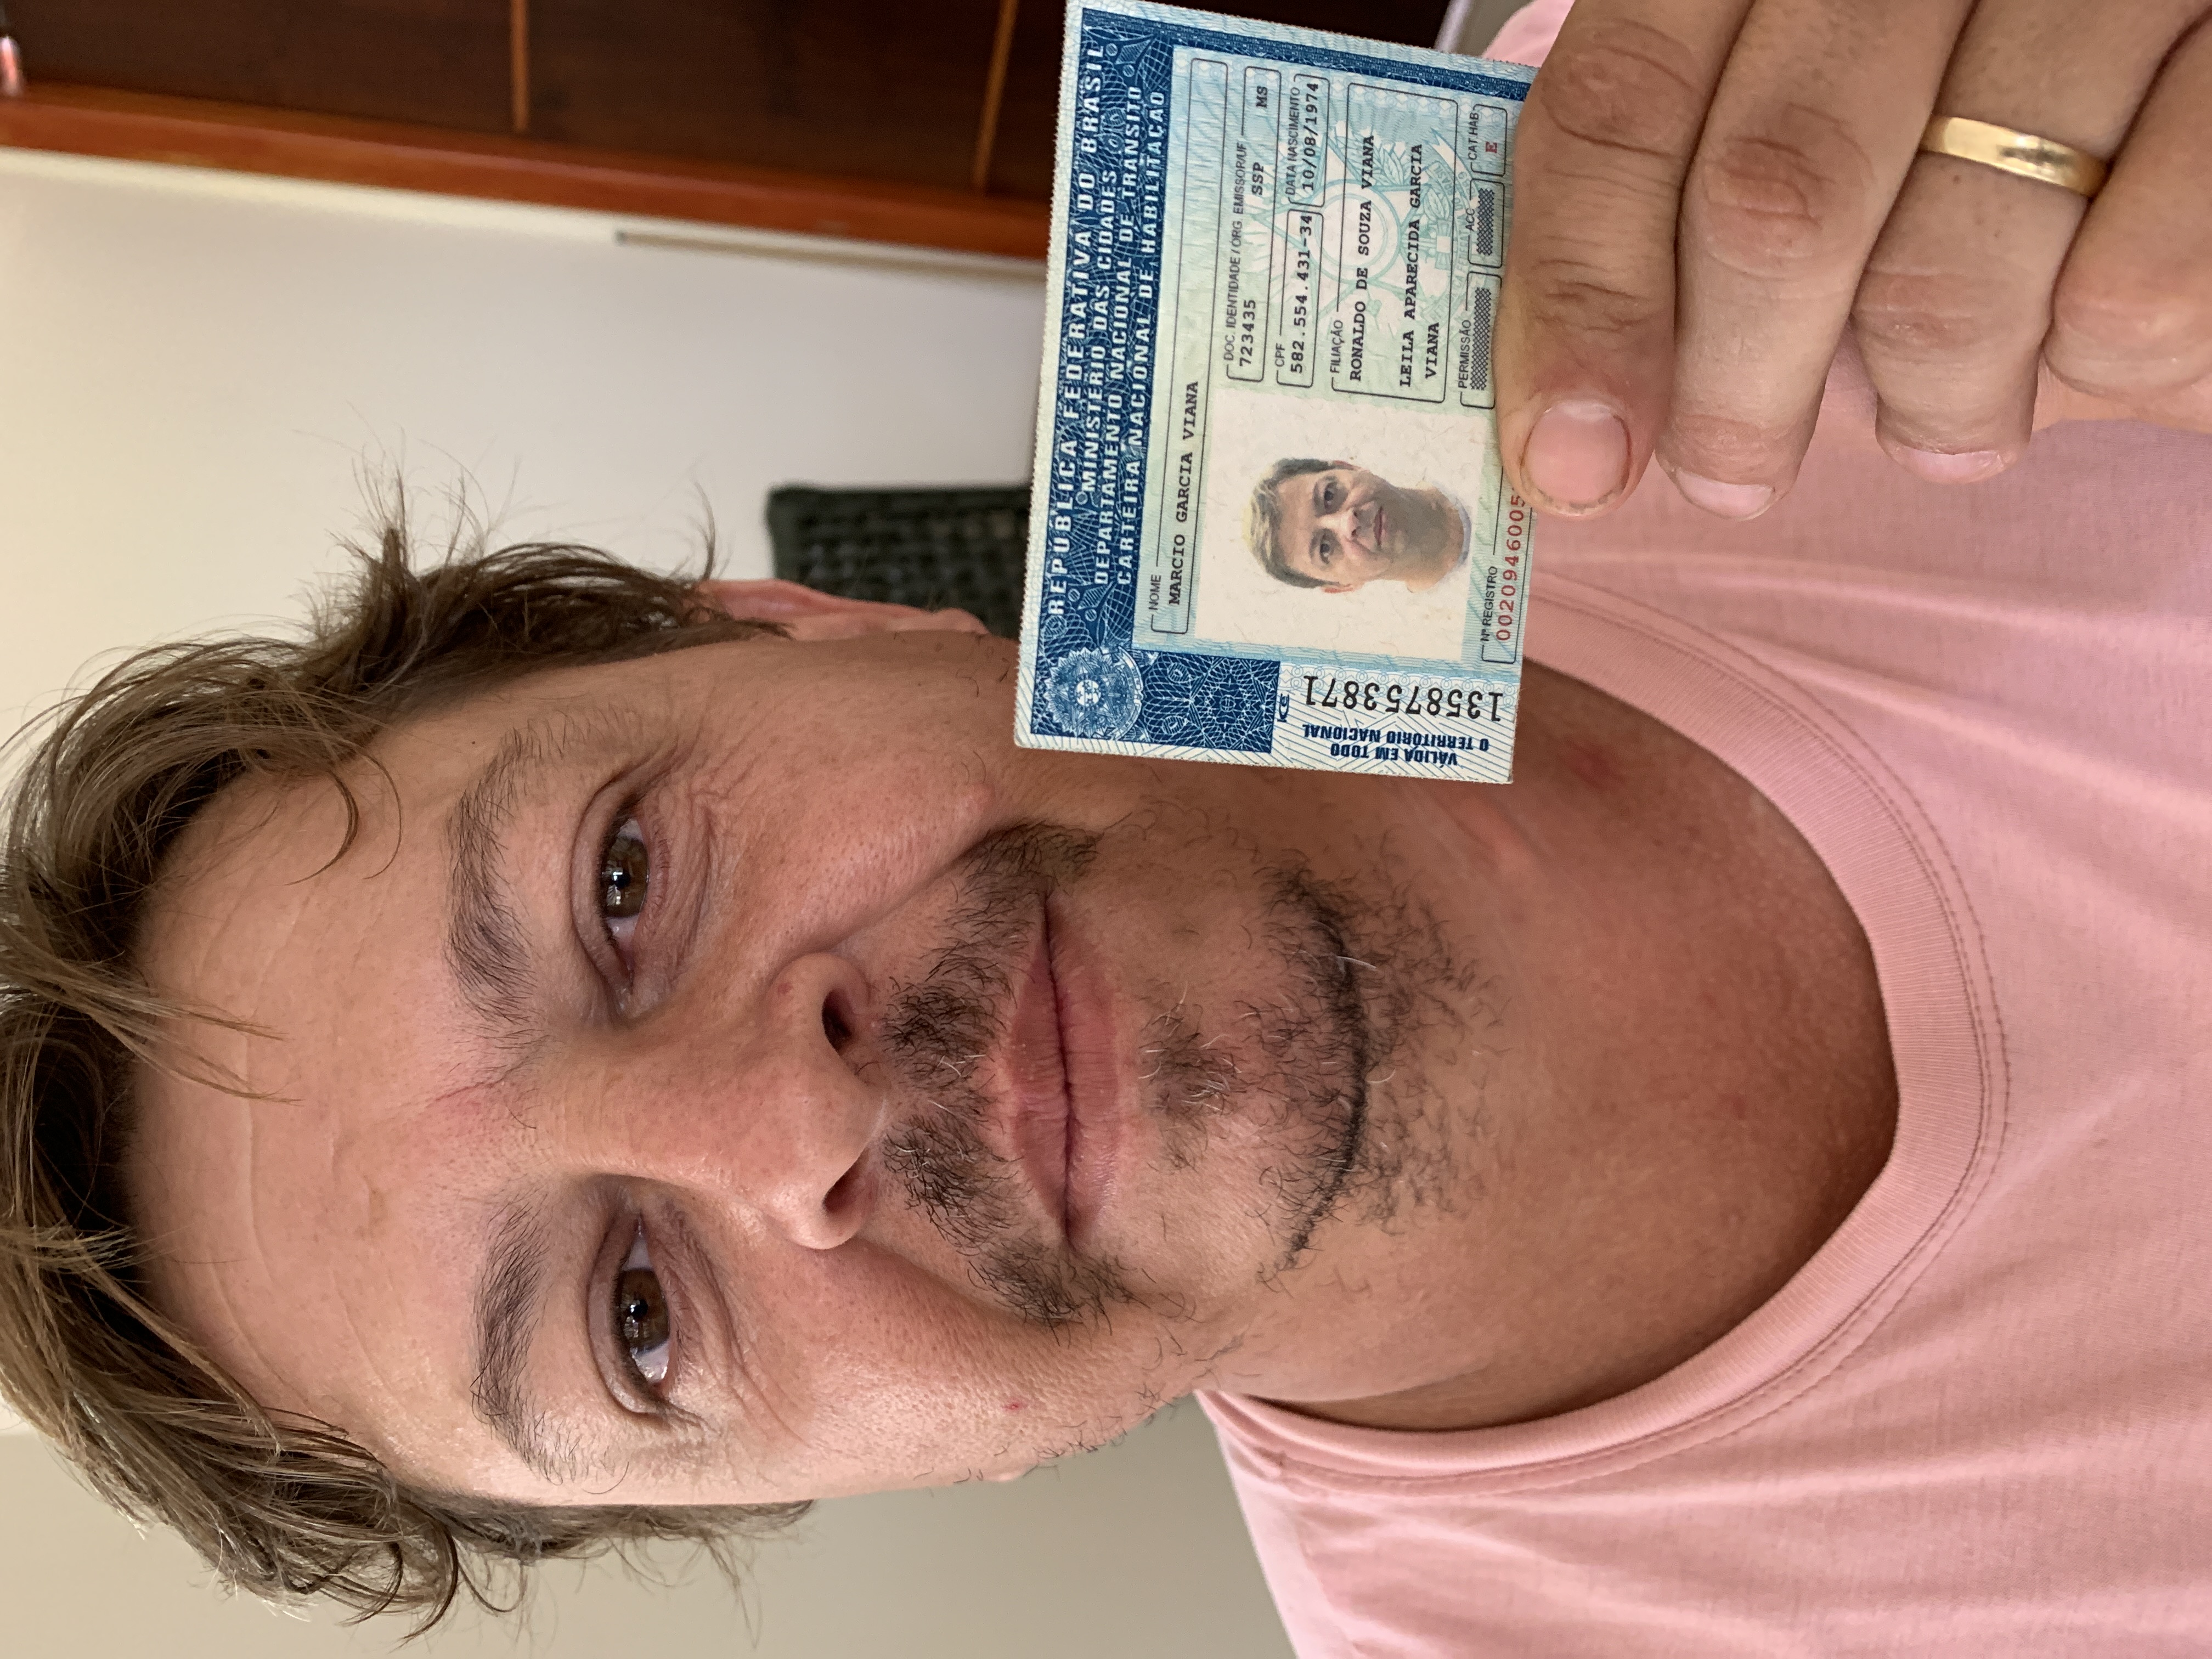 REPÚBLICA FEDERATIVA DO BRASIL
MINISTÉRIO DAS CIDADES
DEPARTAMENTO NACIONAL DE TRÂNSITO
CARTEIRA NACIONAL DE HABILITAÇÃO
NOME
MARCIO GARCIA VIANA
DOC. IDENTIDADE / ÓRG. EMISSOR/UF
723435 SSP MS
CPF
582.554.431-34
DATA NASCIMENTO
10/08/1974
FILIAÇÃO
RONALDO DE SOUZA VIANA
LEILA APARECIDA GARCIA
VIANA
PERMISSÃO
ACC
CAT.HAB.
E
Nº REGISTRO
002094600
VÁLIDA EM TODO
O TERRITÓRIO NACIONAL
1358753871